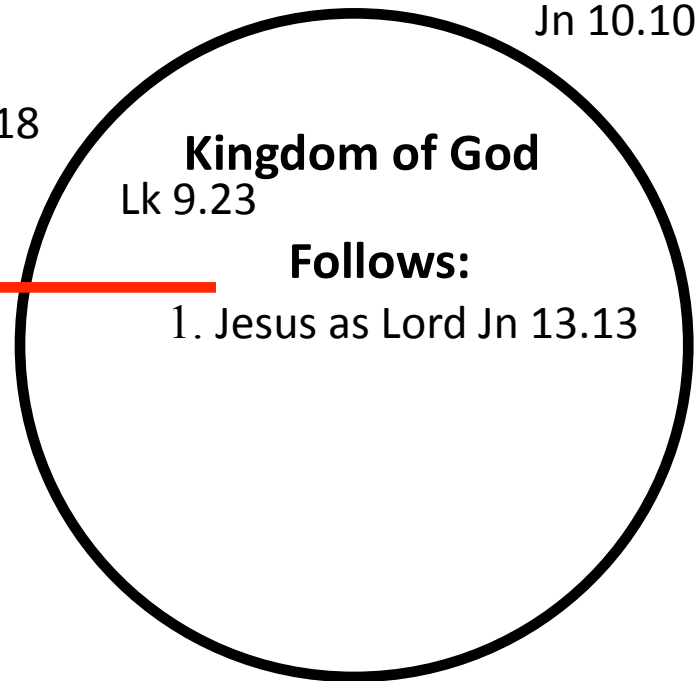 Jn 10.10
18
Kingdom of God
Lk 9.23
Follows:
1. Jesus as Lord Jn 13.13